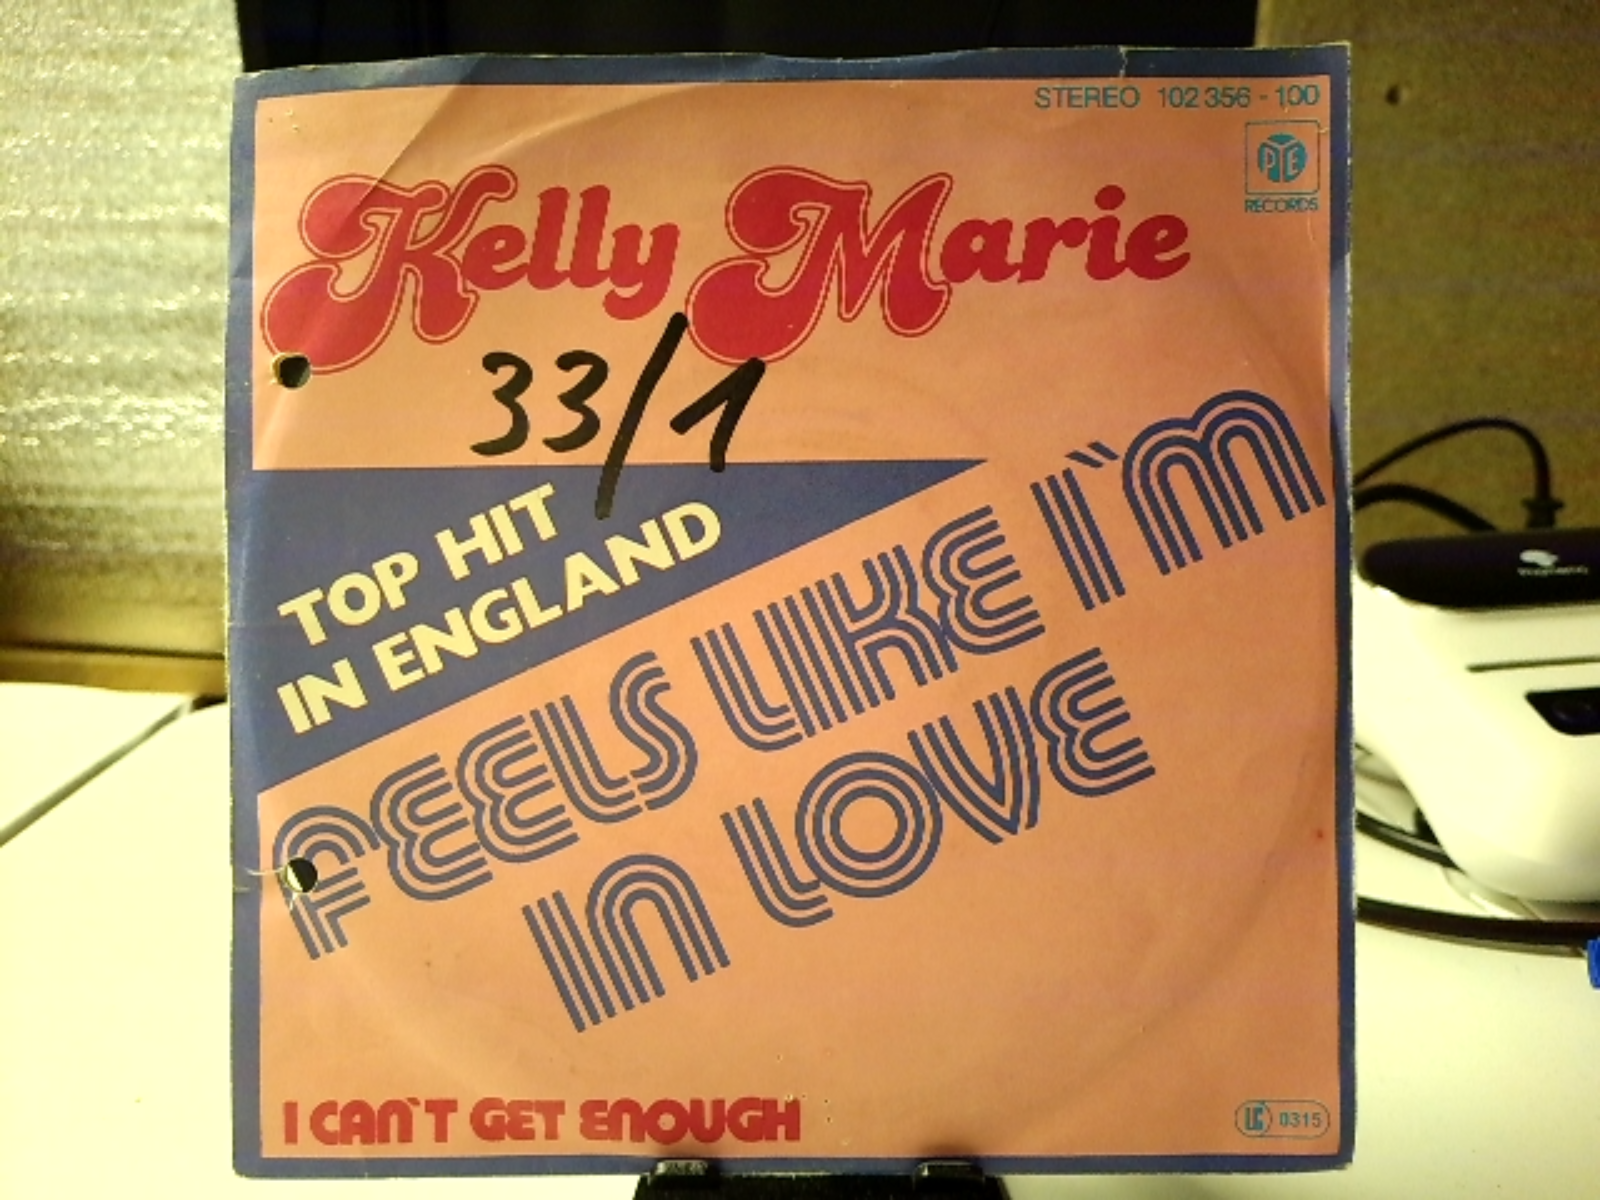 STEREO 102 356 - 100
PYE
RECORDS
Kelly Marie
33/1
TOP HIT
IN ENGLAND
FEELS LIKE I`M
IN LOVE
I CAN`T GET ENOUGH
LC 0315